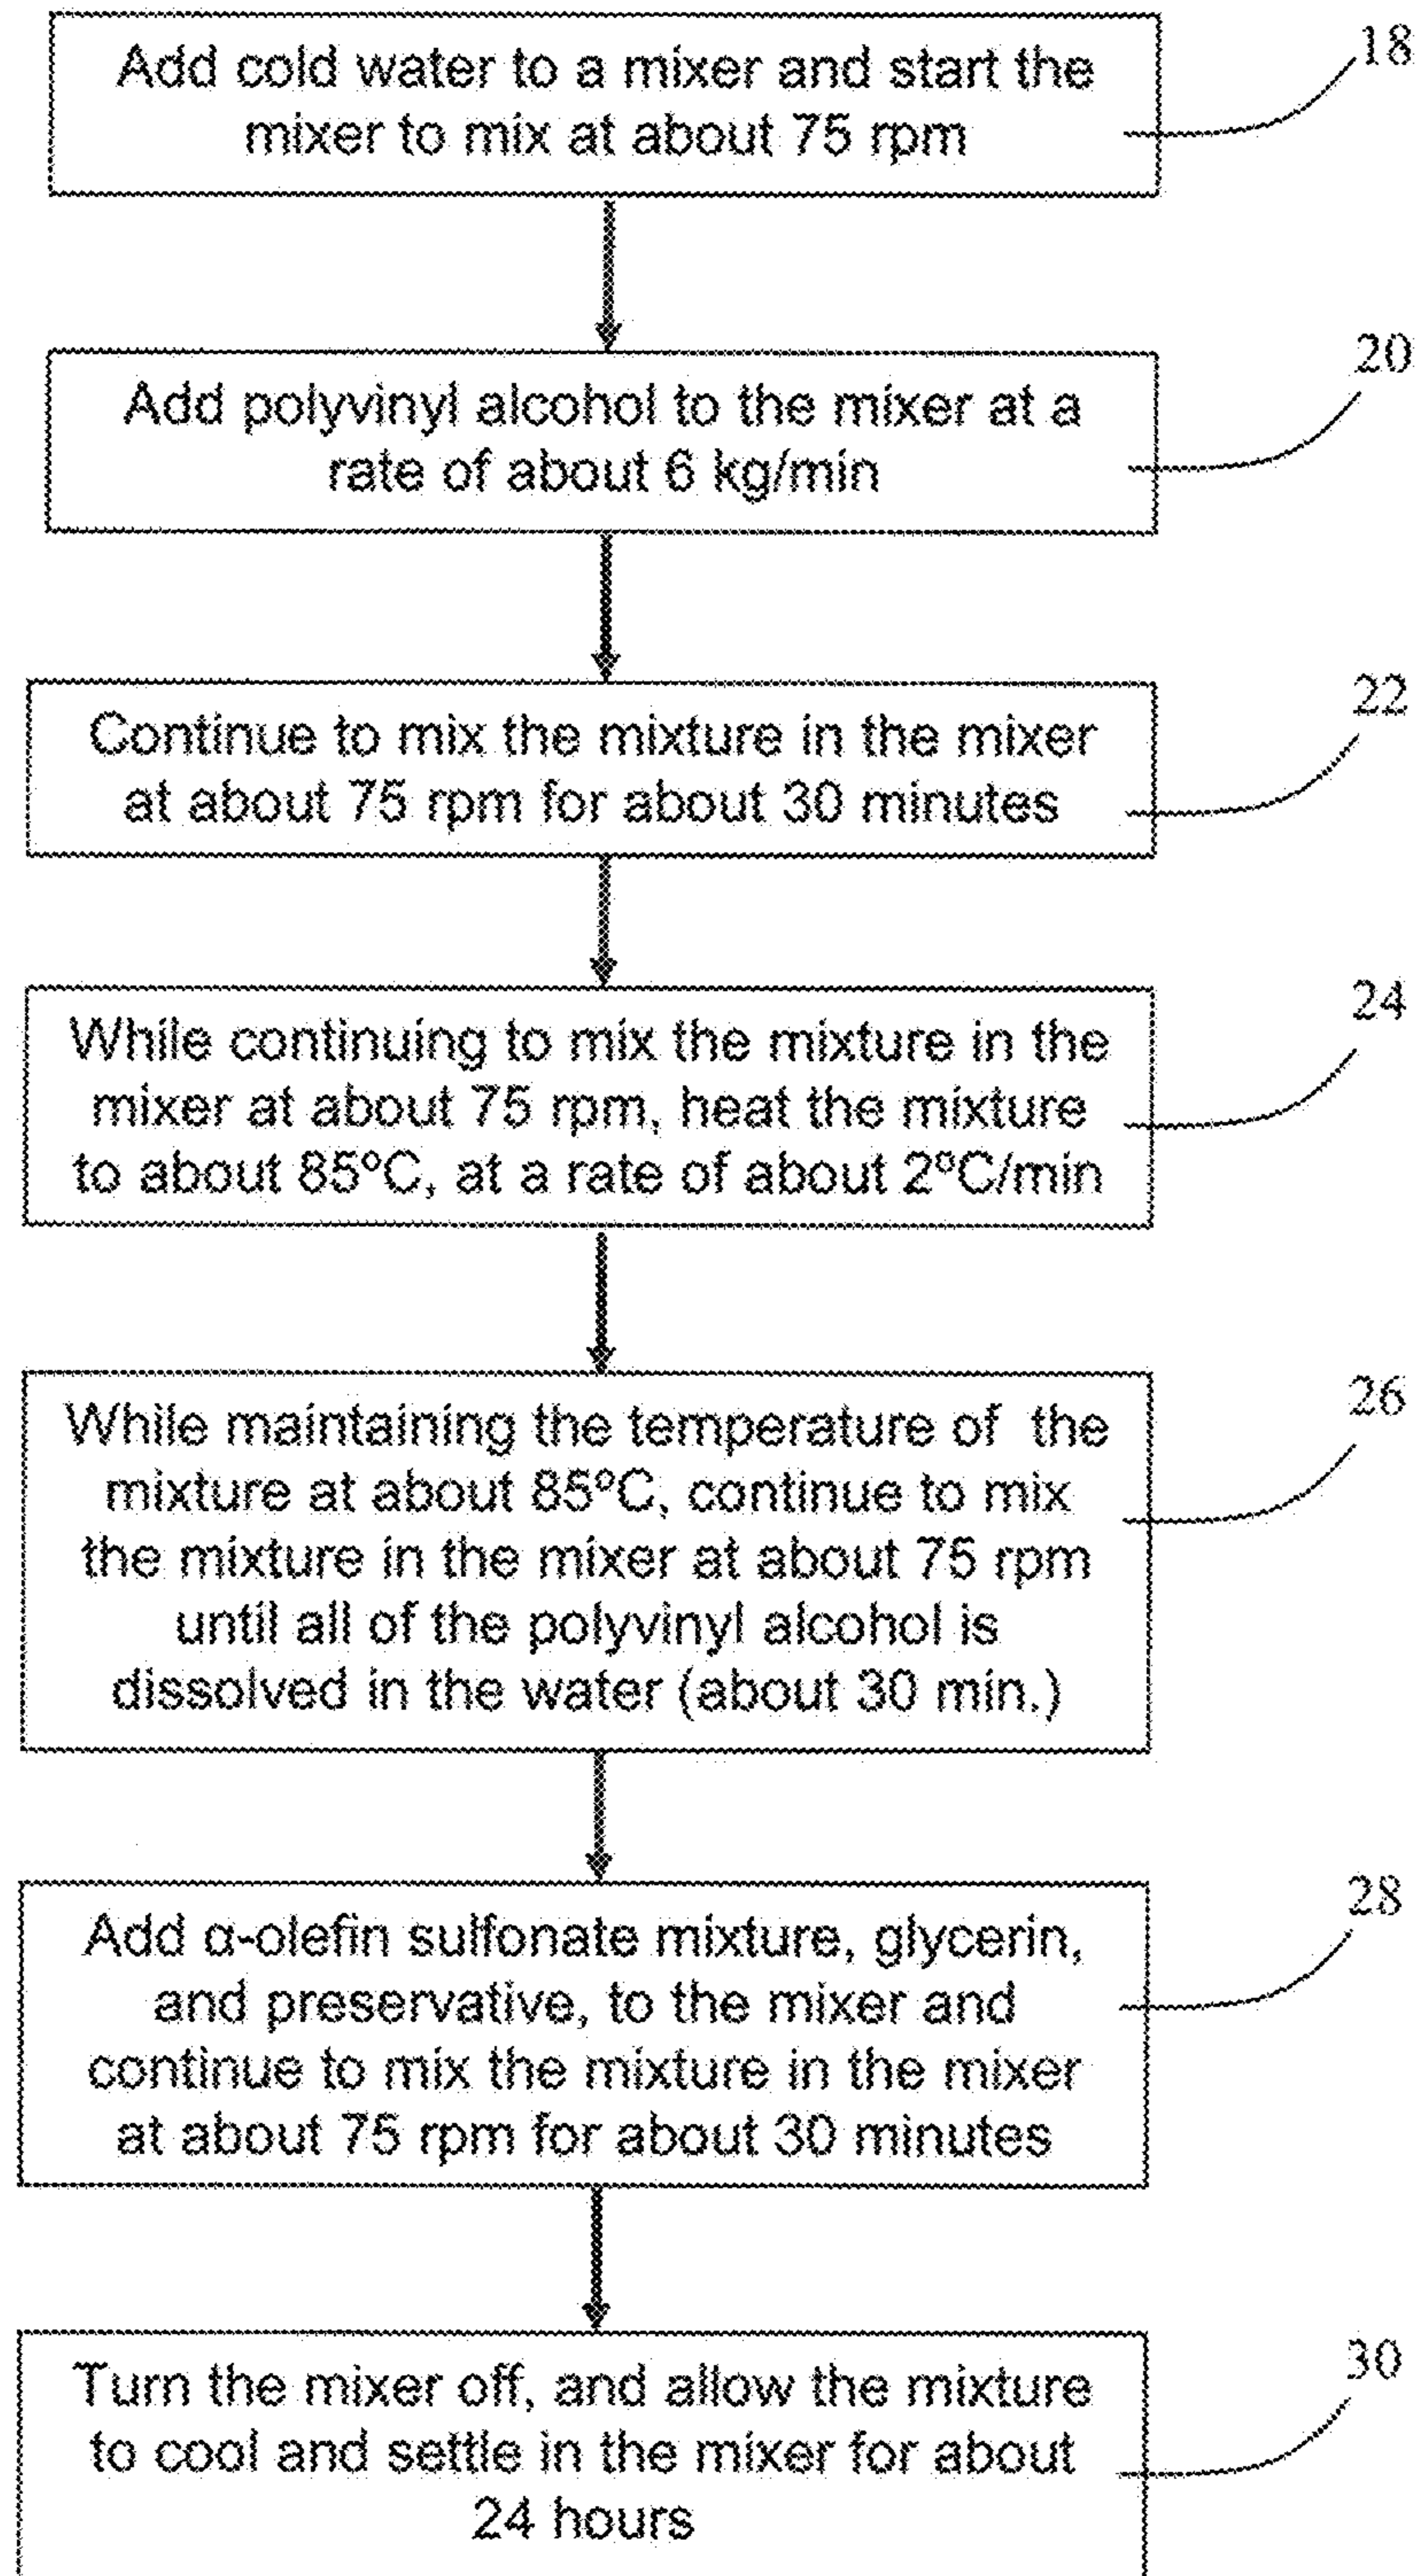 Add cold water to a mixer and start the
mixer to mix at about 75 rpm
18
Add polyvinyl alcohol to the mixer at a
rate of about 6 kg/min
20
Continue to mix the mixture in the mixer
at about 75 rpm for about 30 minutes
22
While continuing to mix the mixture in the
mixer at about 75 rpm, heat the mixture
to about 85ºC, at a rate of about 2ºC/min
24
While maintaining the temperature of the
mixture at about 85ºC, continue to mix
the mixture in the mixer at about 75 rpm
until all of the polyvinyl alcohol is
dissolved in the water (about 30 min.)
26
Add α-olefin sulfonate mixture, glycerin,
and preservative, to the mixer and
continue to mix the mixture in the mixer
at about 75 rpm for about 30 minutes
28
Turn the mixer off, and allow the mixture
to cool and settle in the mixer for about
24 hours
30